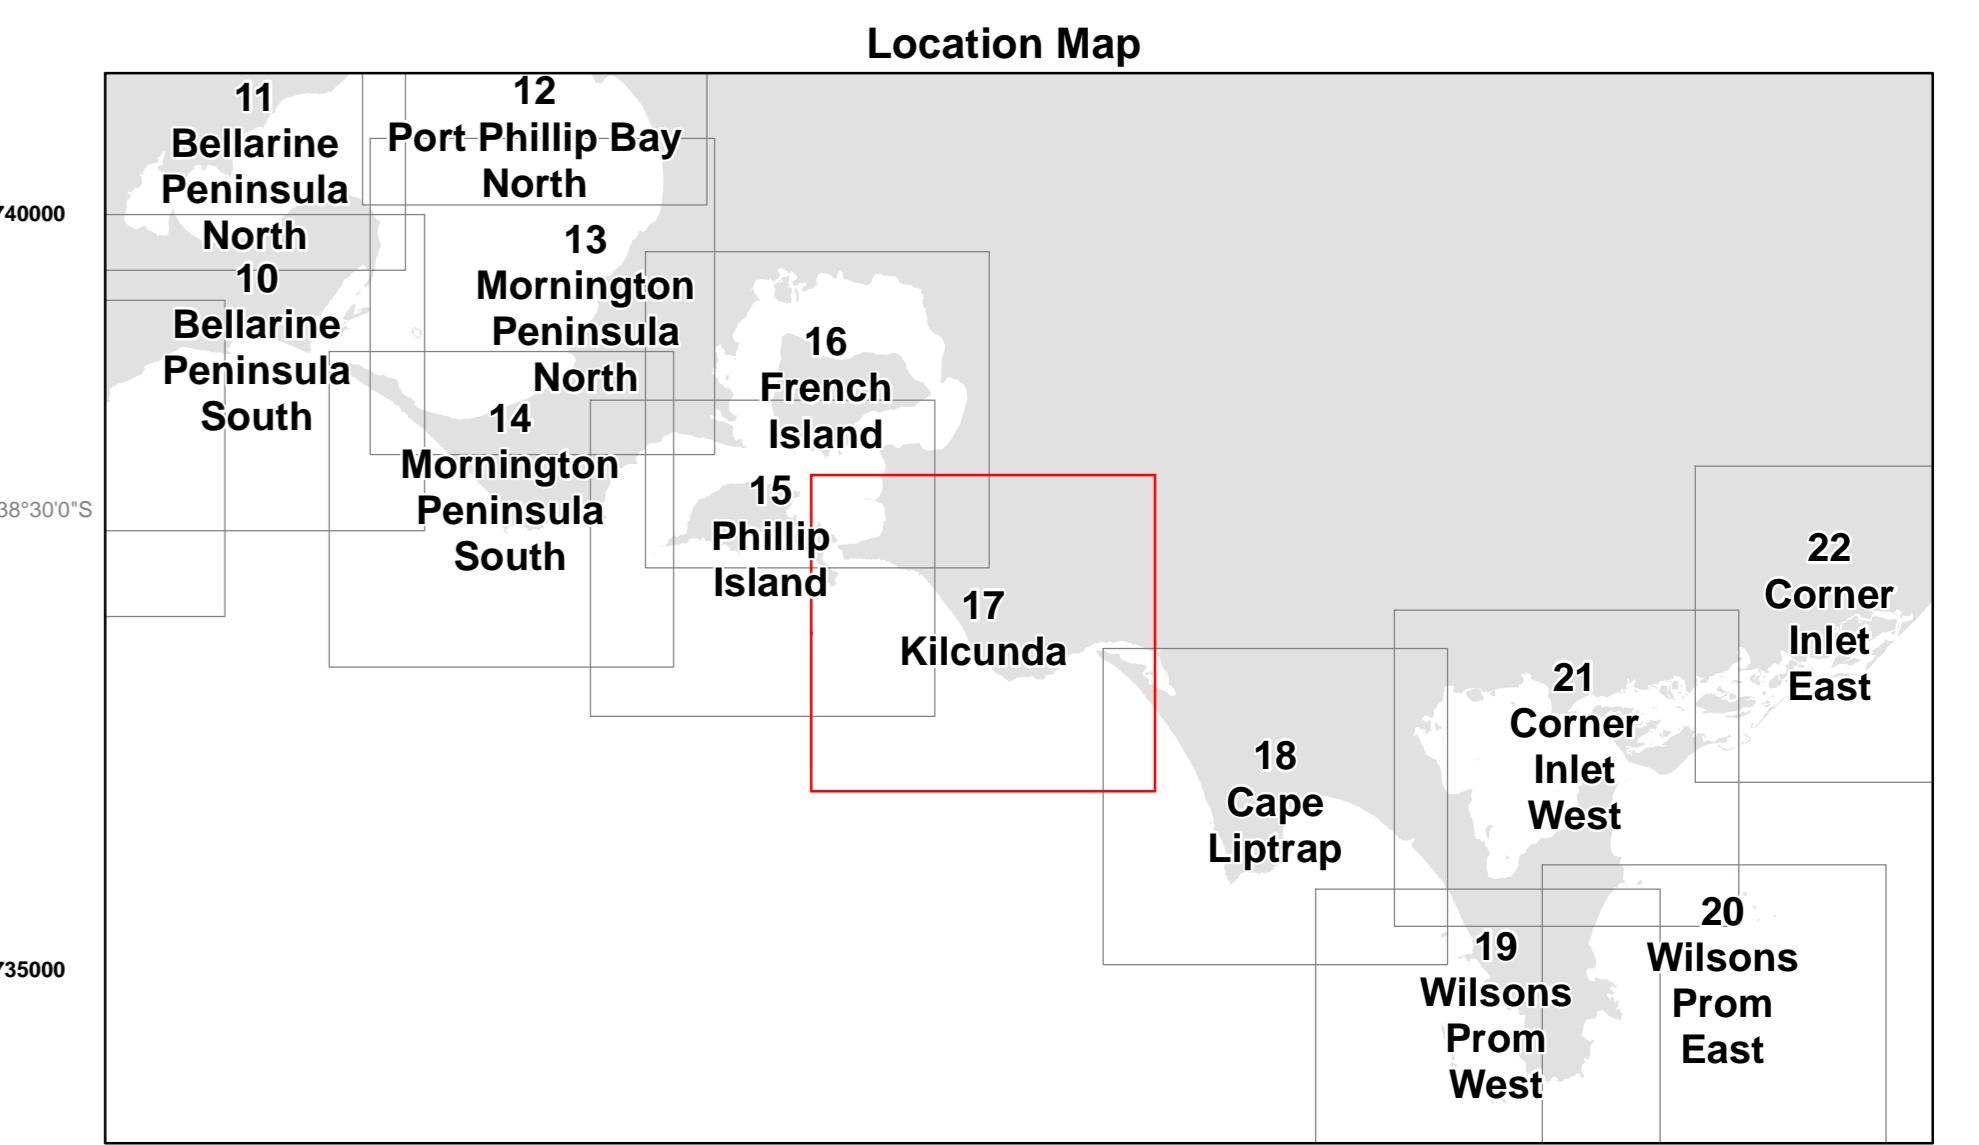 Location Map
11
Bellarine
Peninsula
North
12
Port Phillip Bay
North
740000
10
Bellarine
Peninsula
South
13
Mornington
Peninsula
North
14
Mornington
Peninsula
South
16
French
Island
15
Phillip
Island
38°30'0"S
17
Kilcunda
22
Corner
Inlet
East
21
Corner
Inlet
West
18
Cape
Liptrap
735000
19
Wilsons
Prom
West
20
Wilsons
Prom
East